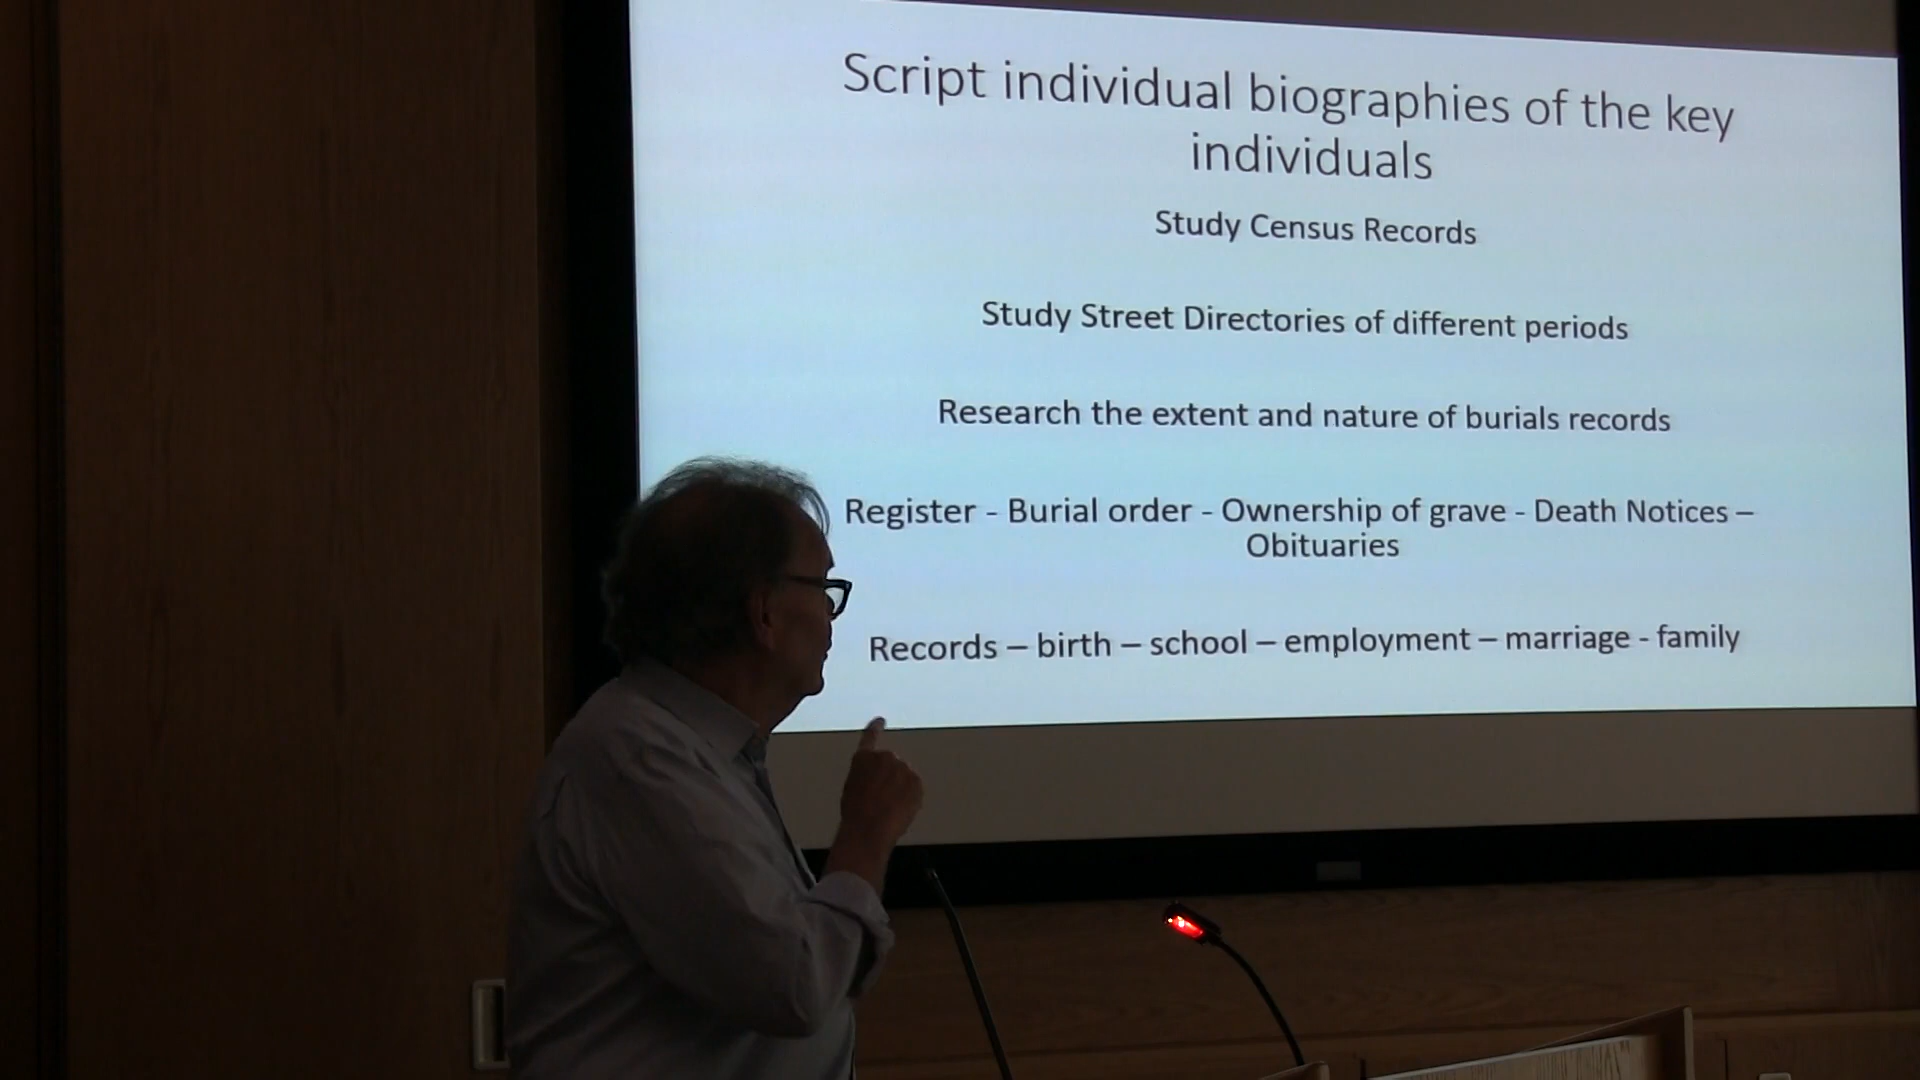 Script individual biographies of the key
individuals
Study Census Records
Study Street Directories of different periods
Research the extent and nature of burials records
Register - Burial order - Ownership of grave - Death Notices –
Obituaries
Records – birth – school – employment – marriage - family